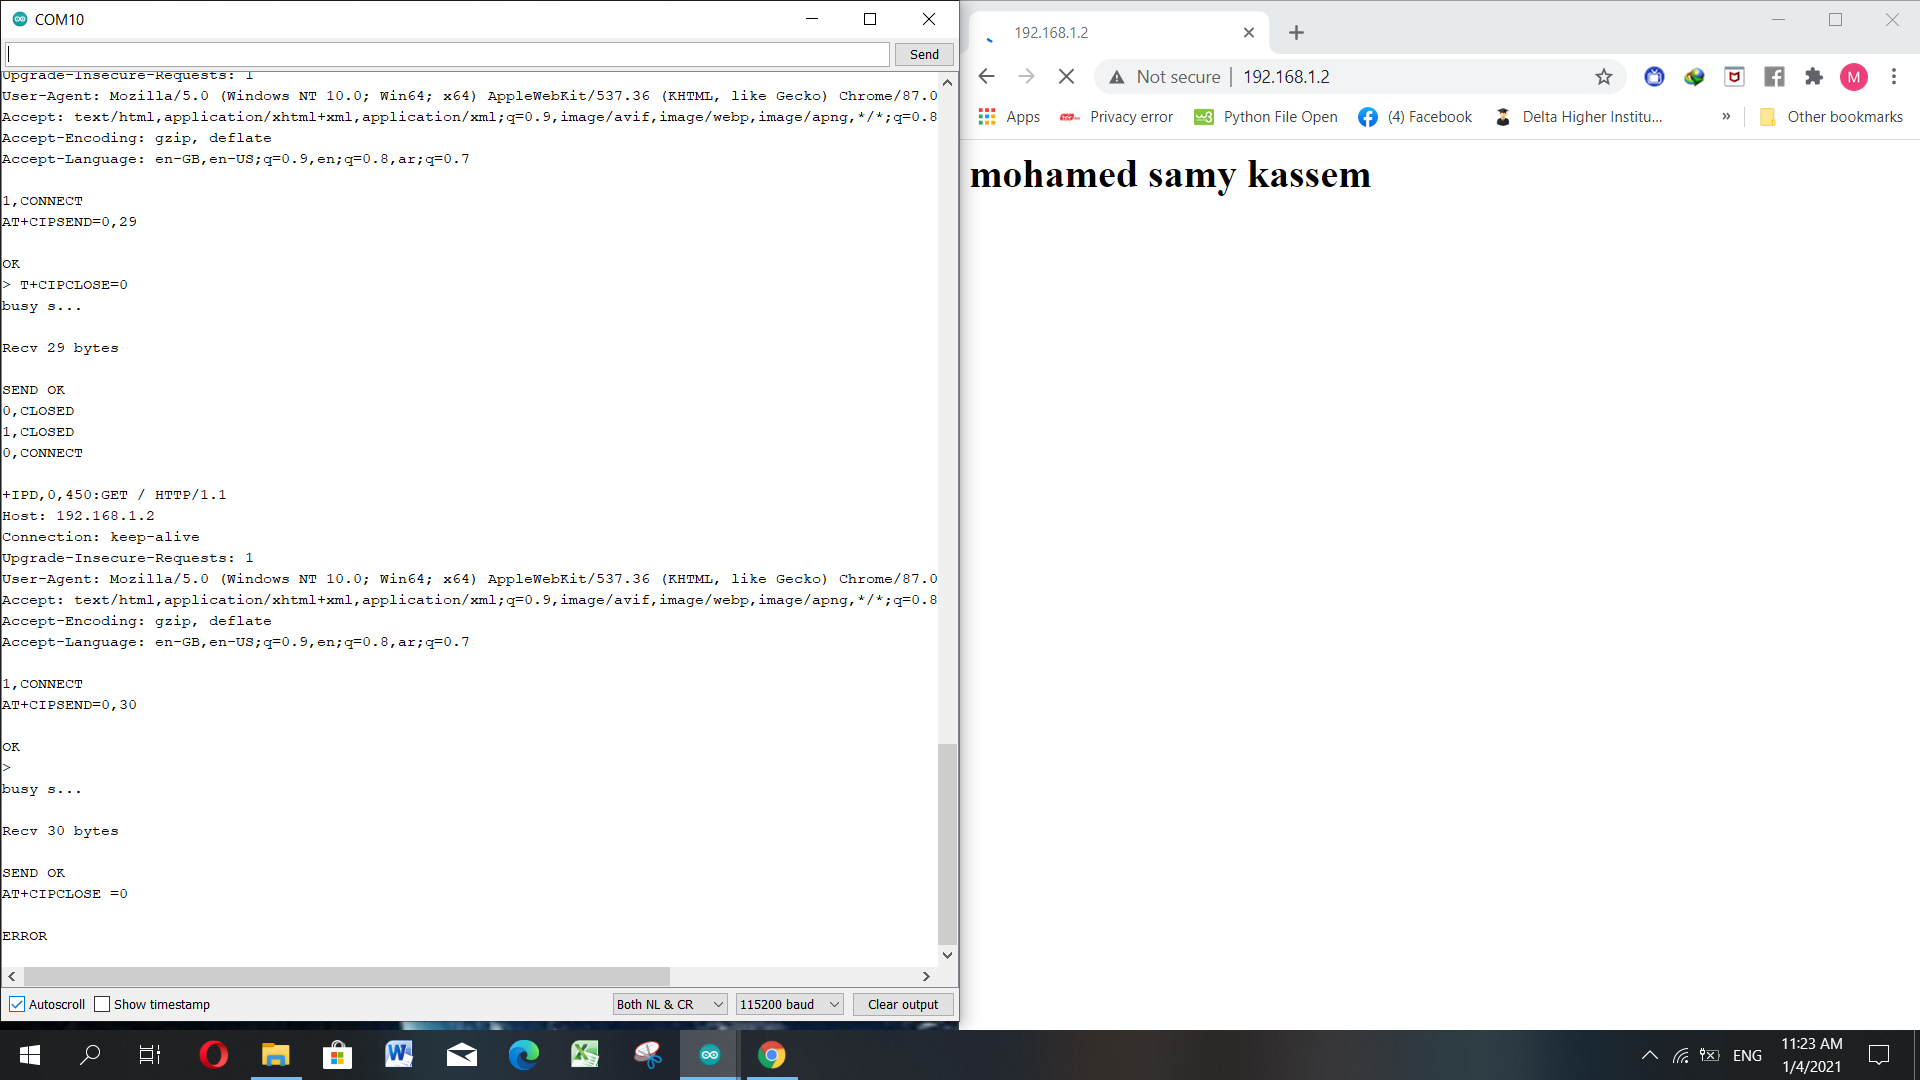 COM10
Send
Upgrade-Insecure-Requests: 1
User-Agent: Mozilla/5.0 (Windows NT 10.0; Win64; x64) AppleWebKit/537.36 (KHTML, like Gecko) Chrome/87.0
Accept: text/html,application/xhtml+xml,application/xml;q=0.9,image/avif,image/webp,image/apng,*/*;q=0.8
Accept-Encoding: gzip, deflate
Accept-Language: en-GB,en-US;q=0.9,en;q=0.8,ar;q=0.7
1,CONNECT
AT+CIPSEND=0,29
OK
> T+CIPCLOSE=0
busy s...
Recv 29 bytes
SEND OK
0,CLOSED
1,CLOSED
0,CONNECT
+IPD,0,450:GET / HTTP/1.1
Host: 192.168.1.2
Connection: keep-alive
Upgrade-Insecure-Requests: 1
User-Agent: Mozilla/5.0 (Windows NT 10.0; Win64; x64) AppleWebKit/537.36 (KHTML, like Gecko) Chrome/87.0
Accept: text/html,application/xhtml+xml,application/xml;q=0.9,image/avif,image/webp,image/apng,*/*;q=0.8
Accept-Encoding: gzip, deflate
Accept-Language: en-GB,en-US;q=0.9,en;q=0.8,ar;q=0.7
1,CONNECT
AT+CIPSEND=0,30
OK
>
busy s...
Recv 30 bytes
SEND OK
AT+CIPCLOSE =0
ERROR
Autoscroll Show timestamp Both NL & CR 115200 baud Clear output
192.168.1.2
Not secure 192.168.1.2 M
Apps Privacy error Python File Open (4) Facebook Delta Higher Institu... » Other bookmarks
mohamed samy kassem
ENG
11:23 AM
1/4/2021